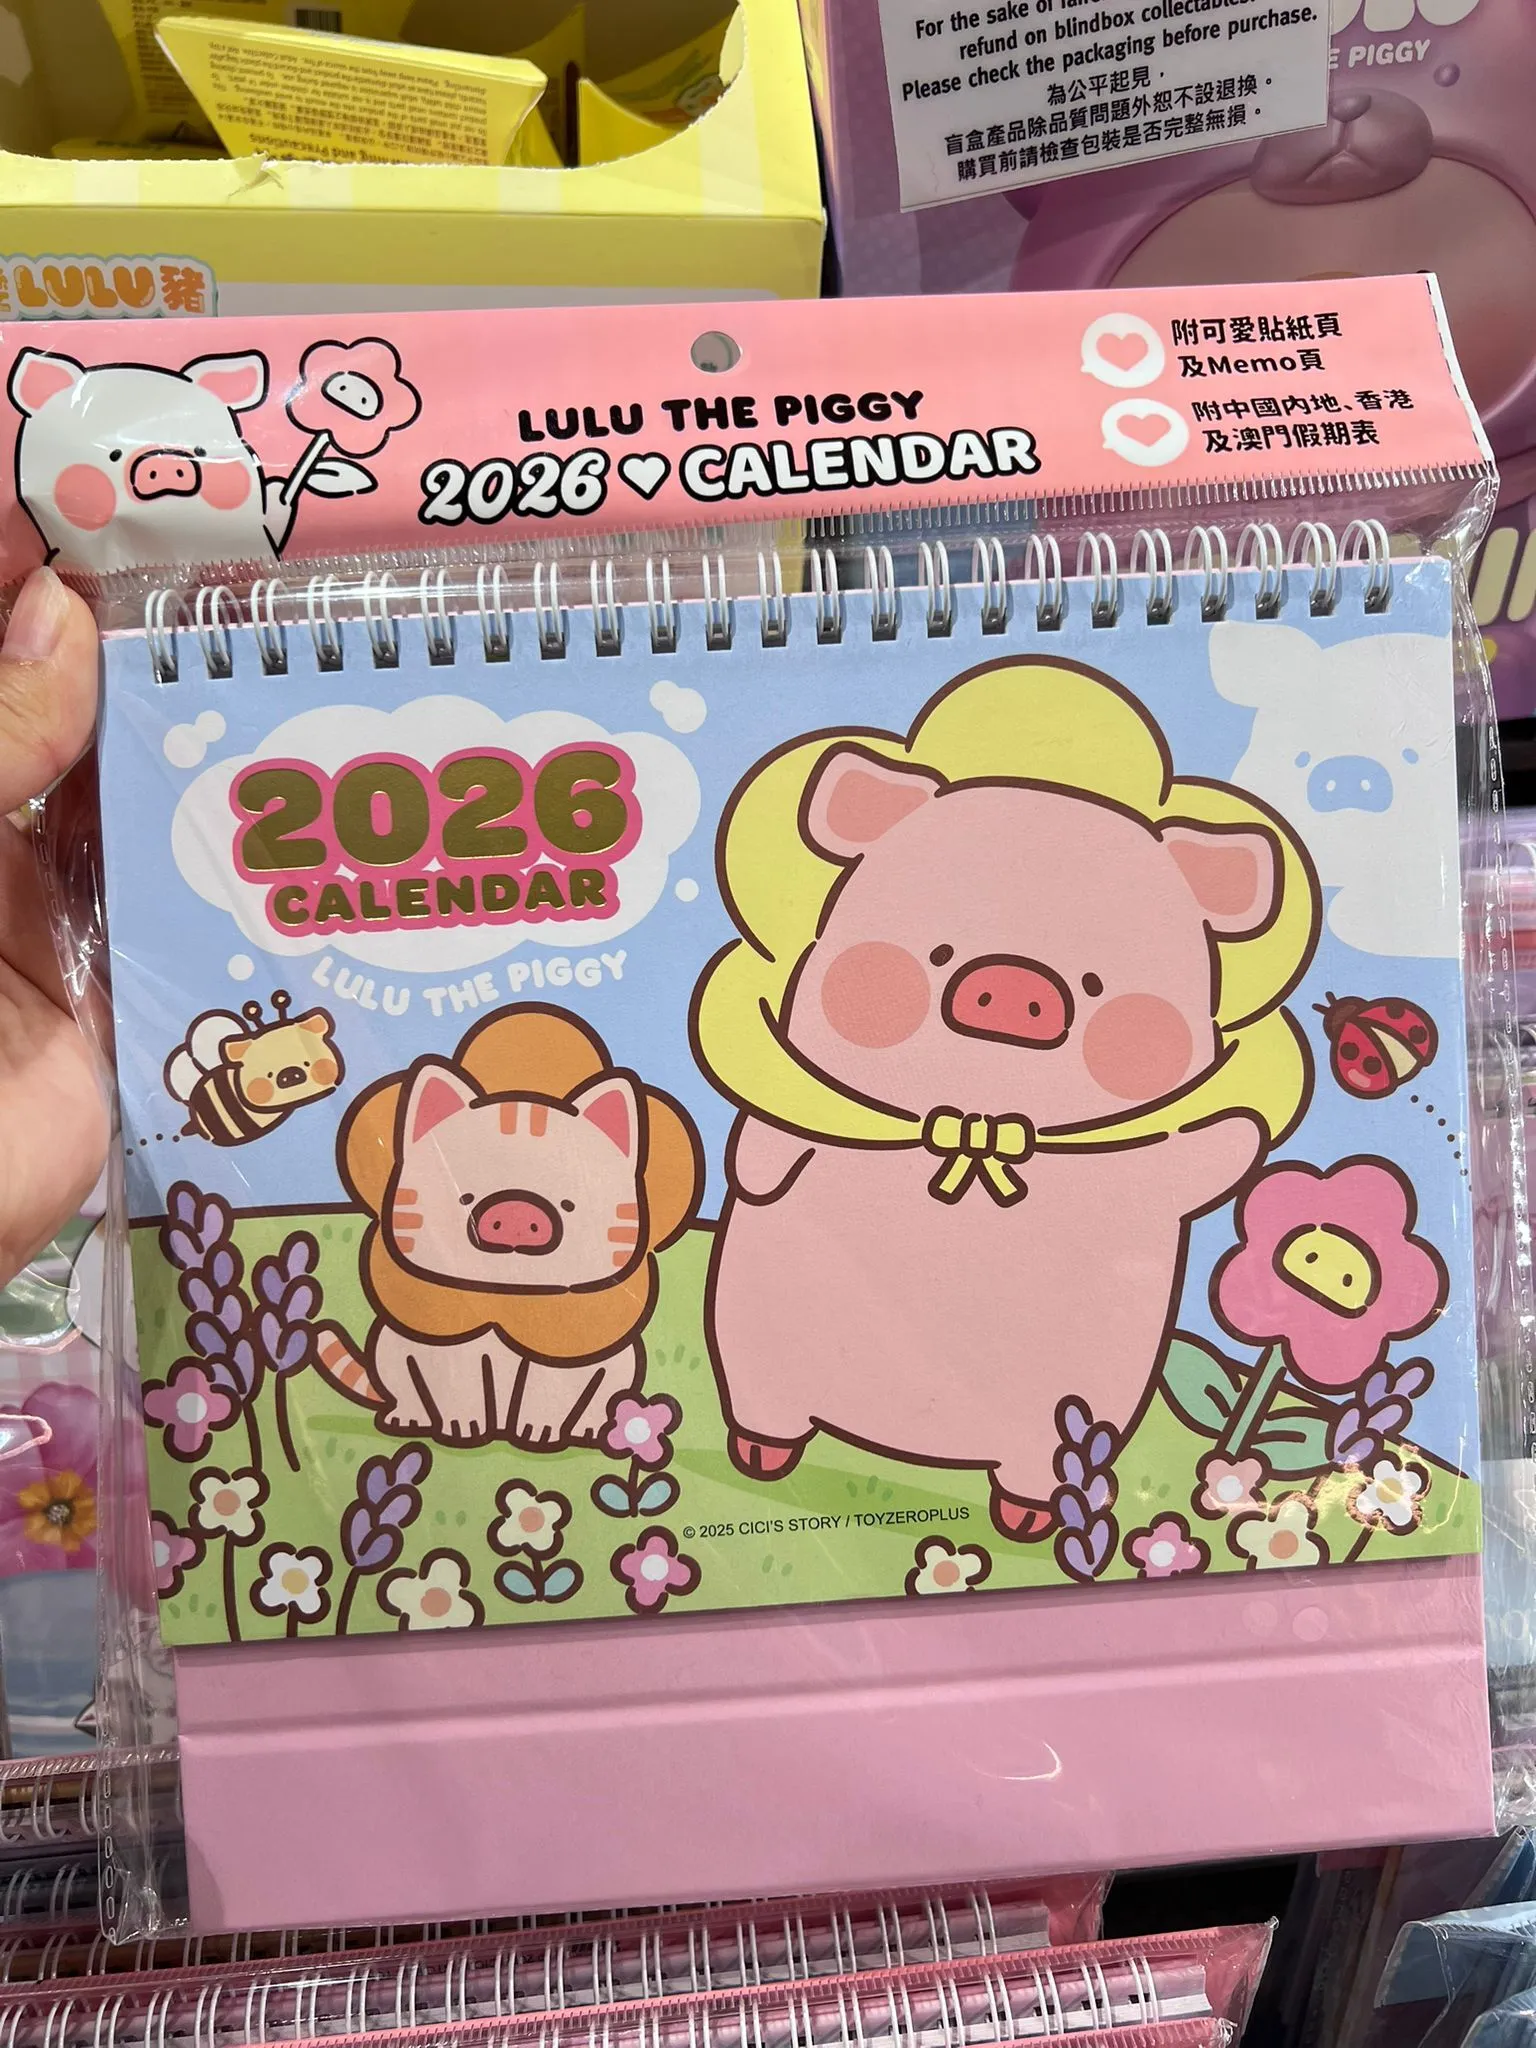 For the sake of
refund on blindbox collectables.
Please check the packaging before purchase.
為公平起見，
盲盒產品除品質問題外恕不設退換。
購買前請檢查包裝是否完整無損。
PIGGY
LULU豬
附可愛貼紙頁
及Memo頁
附中國內地、香港
及澳門假期表
LULU THE PIGGY
2026 CALENDAR
2026
CALENDAR
LULU THE PIGGY
© 2025 CICI'S STORY / TOYZEROPLUS